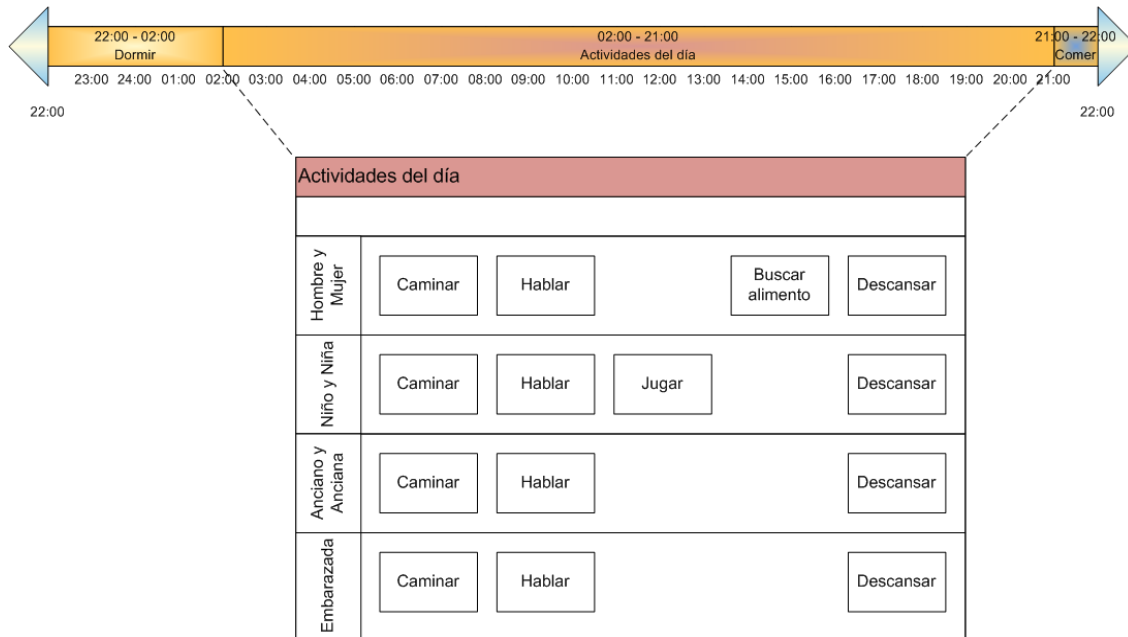 22:00 - 02:00
Dormir
02:00 - 21:00
Actividades del día
21:00 - 22:00
Comer
23:00 24:00 01:00 02:00 03:00 04:00 05:00 06:00 07:00 08:00 09:00 10:00 11:00 12:00 13:00 14:00 15:00 16:00 17:00 18:00 19:00 20:00 21:00
22:00
22:00
Actividades del día
Hombre y
Mujer
Caminar
Hablar
Buscar
alimento
Descansar
Niño y Niña
Caminar
Hablar
Jugar
Descansar
Anciano y
Anciana
Caminar
Hablar
Descansar
Embarazada
Caminar
Hablar
Descansar